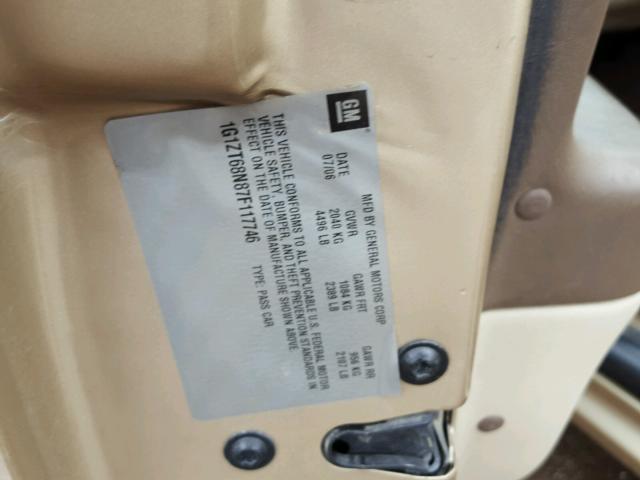 GM
MFD BY GENERAL MOTORS CORP
DATE GVWR GAWR FRT GAWR RR
07/06 2040 KG 1084 KG 956 KG
4496 LB 2389 LB 2107 LB
THIS VEHICLE CONFORMS TO ALL APPLICABLE U.S. FEDERAL MOTOR
VEHICLE SAFETY, BUMPER, AND THEFT PREVENTION STANDARDS IN
EFFECT ON THE DATE OF MANUFACTURE SHOWN ABOVE.
1G1ZT68N87F117746 TYPE: PASS CAR